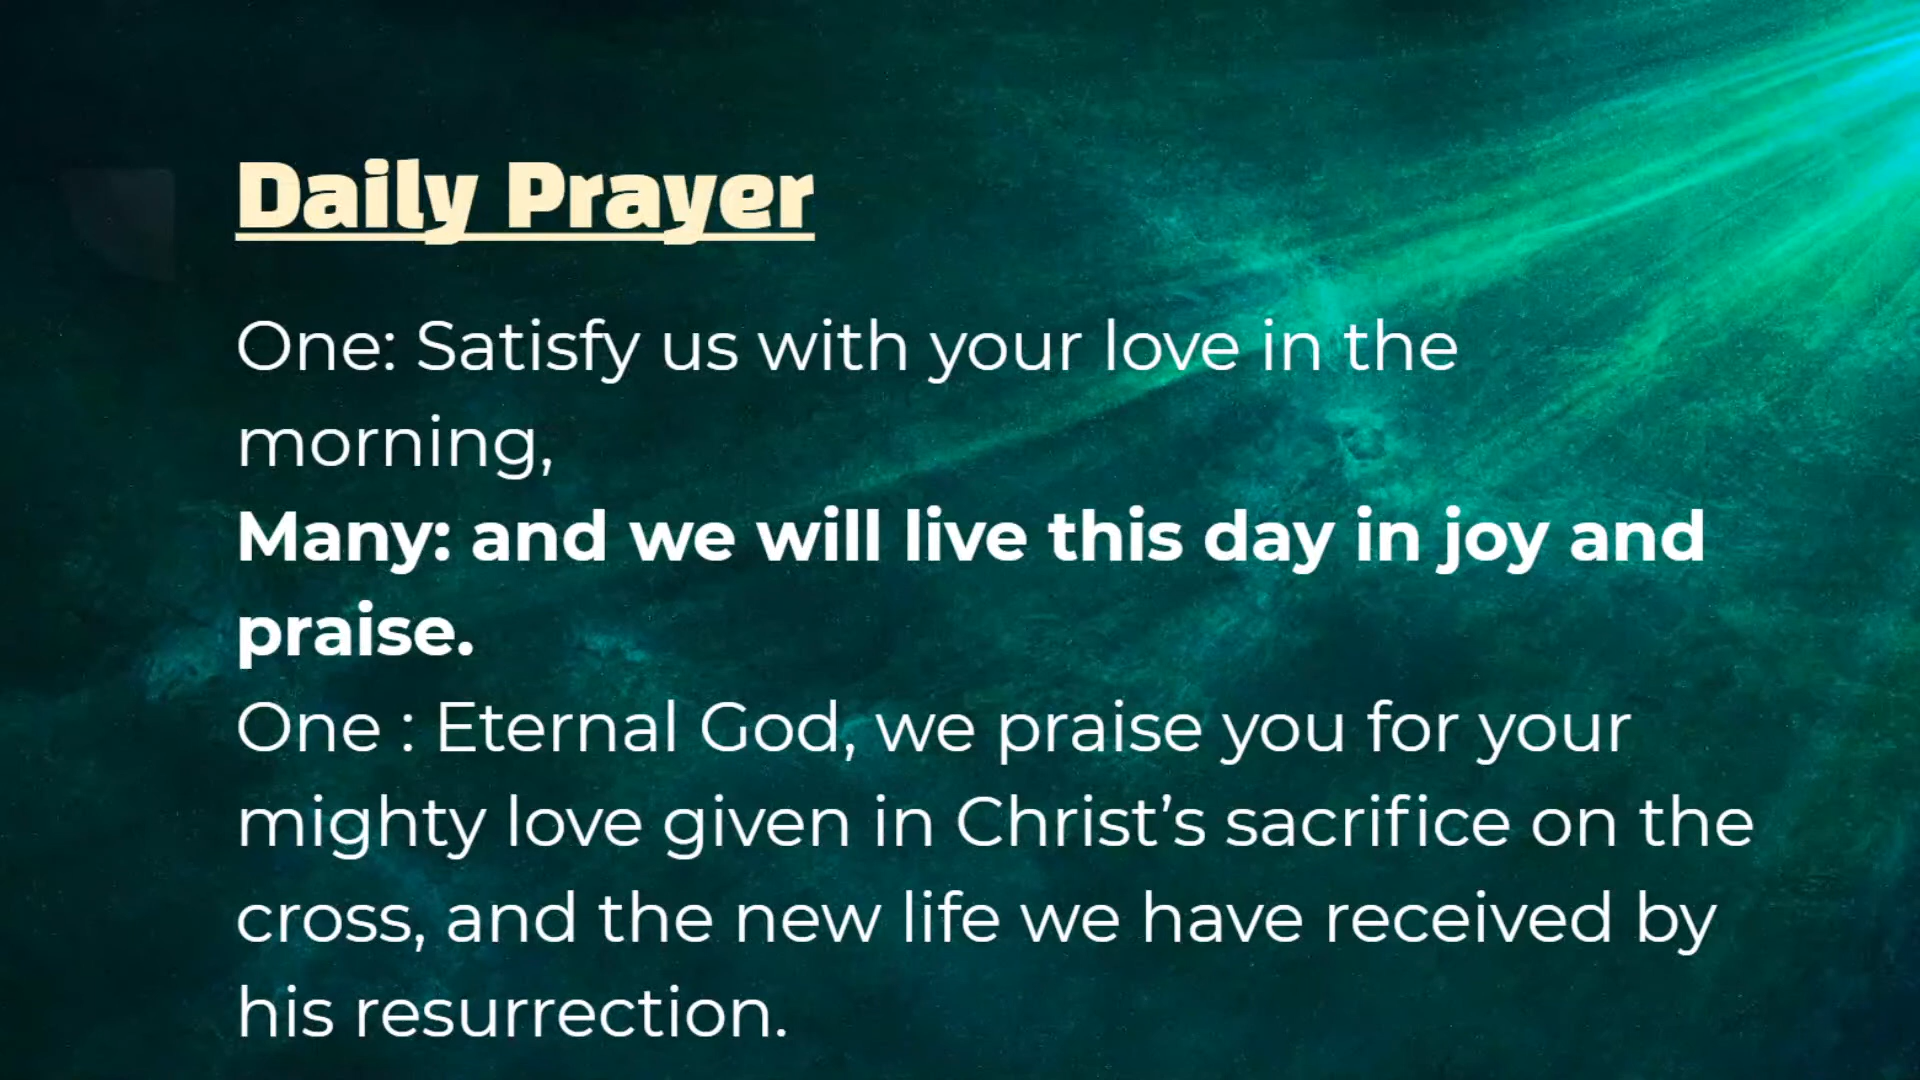 Daily Prayer
One: Satisfy us with your love in the
morning,
Many: and we will live this day in joy and
praise.
One : Eternal God, we praise you for your
mighty love given in Christ’s sacrifice on the
cross, and the new life we have received by
his resurrection.